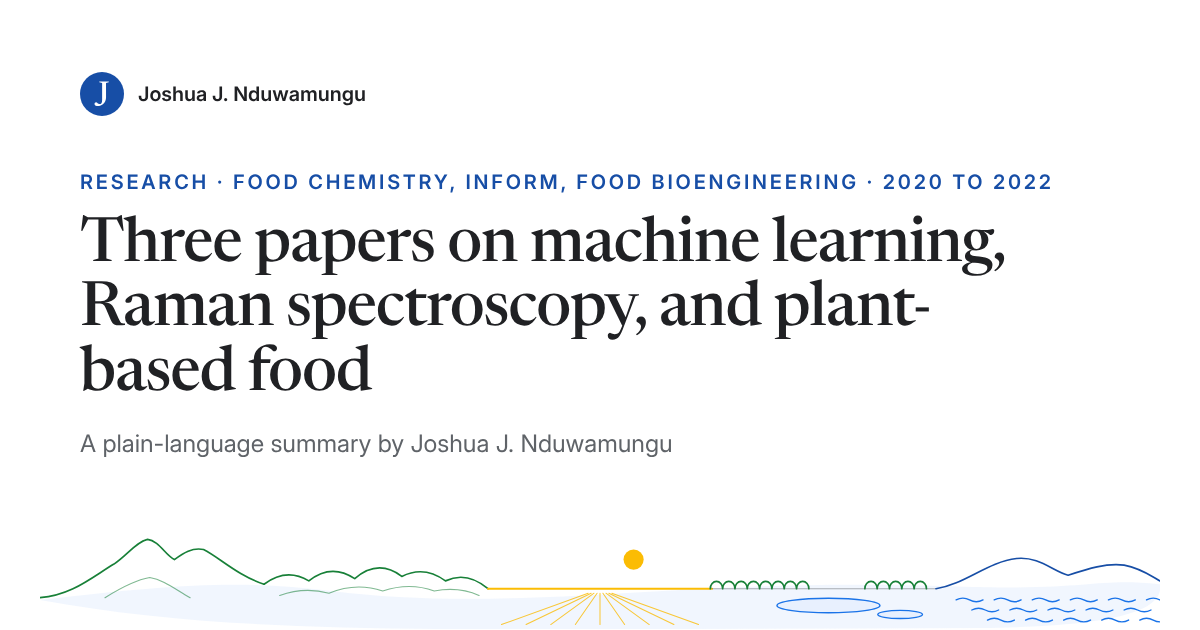 J
Joshua J. Nduwamungu
RESEARCH · FOOD CHEMISTRY, INFORM, FOOD BIOENGINEERING · 2020 TO 2022
Three papers on machine learning,
Raman spectroscopy, and plant-
based food
A plain-language summary by Joshua J. Nduwamungu